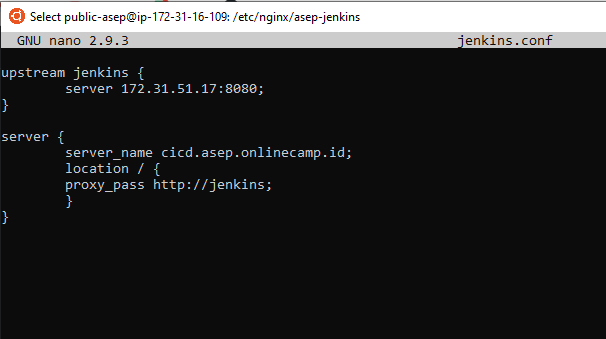 Select public-asep@ip-172-31-16-109: /etc/nginx/asep-jenkins
GNU nano 2.9.3 jenkins.conf
upstream jenkins {
server 172.31.51.17:8080;
}
server {
server_name cicd.asep.onlinecamp.id;
location / {
proxy_pass http://jenkins;
}
}